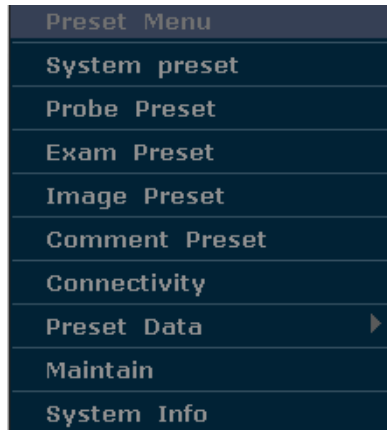 Preset Menu
System preset
Probe Preset
Exam Preset
Image Preset
Comment Preset
Connectivity
Preset Data
Maintain
System Info